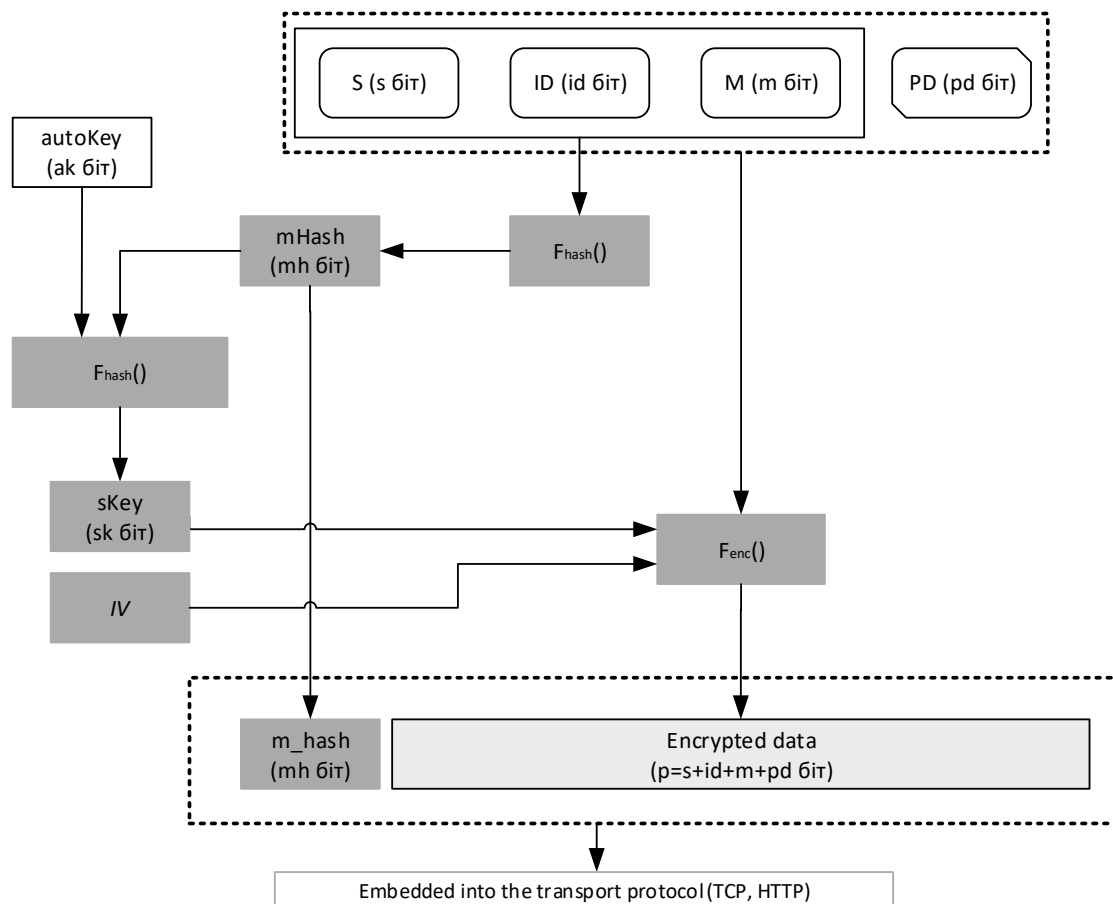 S (s біт)
ID (id біт)
M (m біт)
PD (pd біт)
autoKey
(ak біт)
mHash
(mh біт)
Fhash()
Fhash()
sKey
(sk біт)
Fenc()
IV
m_hash
(mh біт)
Encrypted data
(p=s+id+m+pd біт)
Embedded into the transport protocol (TCP, HTTP)